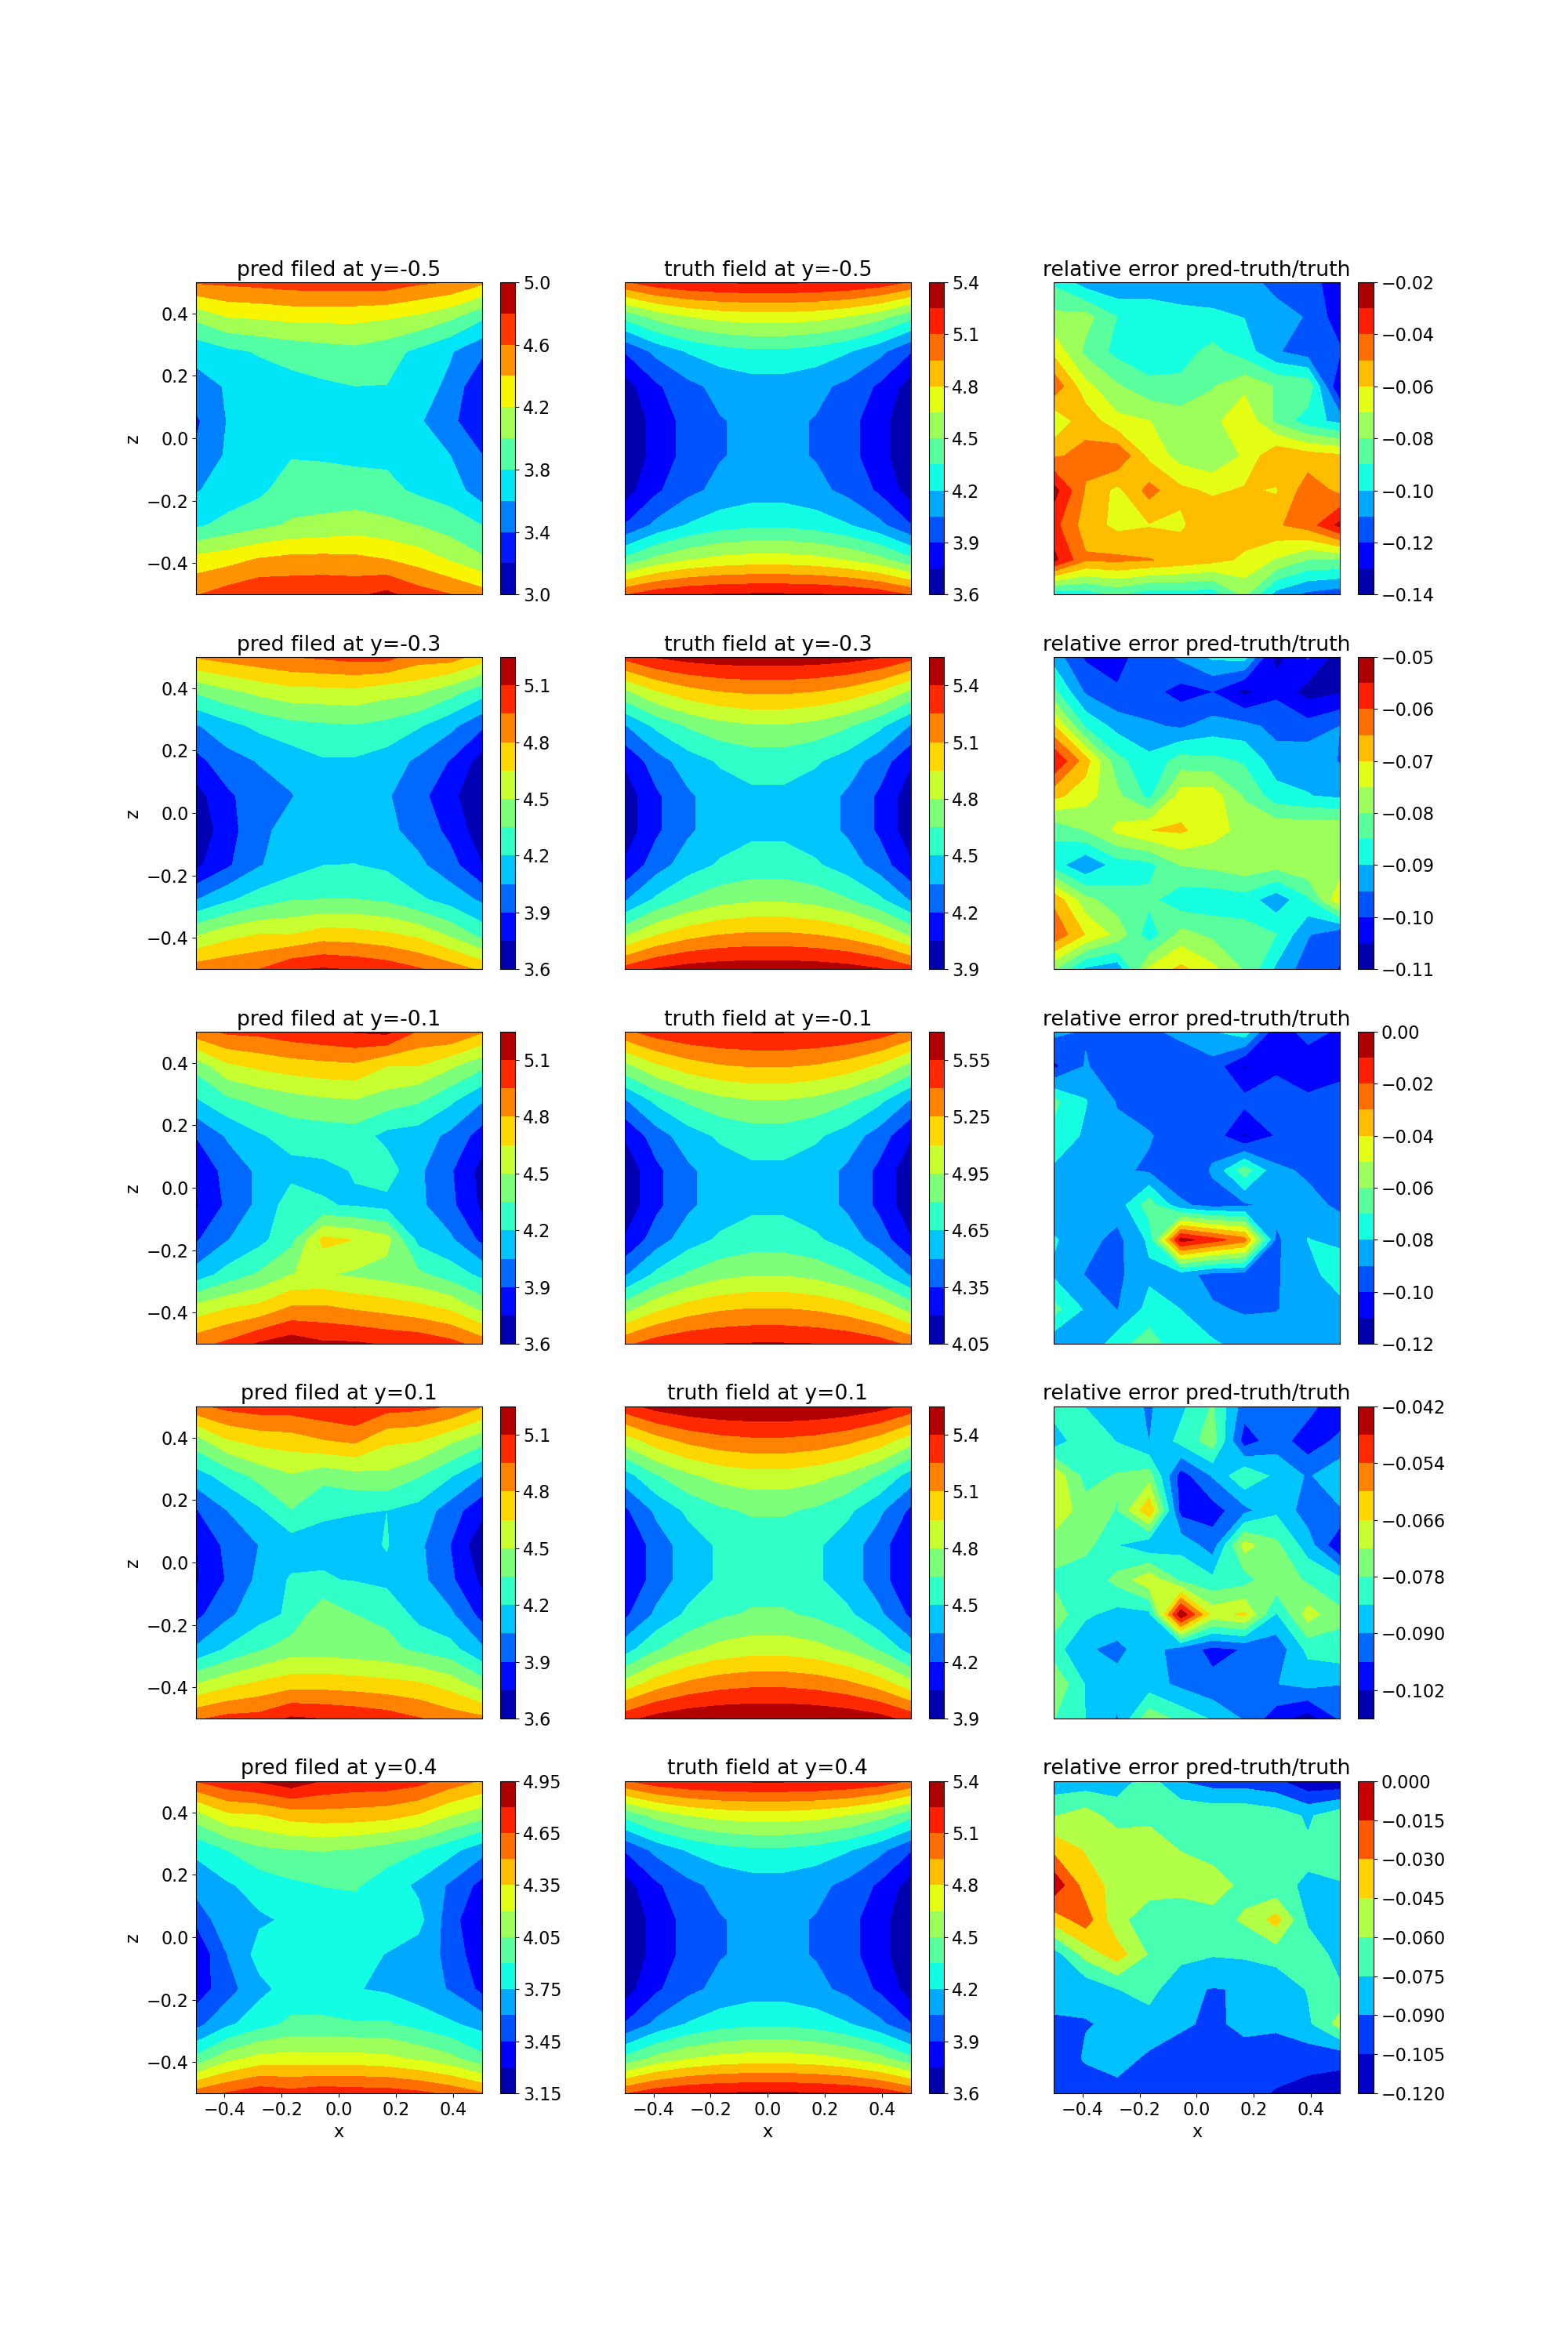 pred filed at y=-0.5 truth field at y=-0.5 relative error pred-truth/truth
0.4 0.2 0.0 −0.2 −0.4
z
5.0 4.6 4.2 3.8 3.4 3.0
5.4 5.1 4.8 4.5 4.2 3.9 3.6
−0.02 −0.04 −0.06 −0.08 −0.10 −0.12 −0.14
pred filed at y=-0.3 truth field at y=-0.3 relative error pred-truth/truth
0.4 0.2 0.0 −0.2 −0.4
z
5.1 4.8 4.5 4.2 3.9 3.6
5.4 5.1 4.8 4.5 4.2 3.9
−0.05 −0.06 −0.07 −0.08 −0.09 −0.10 −0.11
pred filed at y=-0.1 truth field at y=-0.1 relative error pred-truth/truth
0.4 0.2 0.0 −0.2 −0.4
z
5.1 4.8 4.5 4.2 3.9 3.6
5.55 5.25 4.95 4.65 4.35 4.05
0.00 −0.02 −0.04 −0.06 −0.08 −0.10 −0.12
pred filed at y=0.1 truth field at y=0.1 relative error pred-truth/truth
0.4 0.2 0.0 −0.2 −0.4
z
5.1 4.8 4.5 4.2 3.9 3.6
5.4 5.1 4.8 4.5 4.2 3.9
−0.042 −0.054 −0.066 −0.078 −0.090 −0.102
pred filed at y=0.4 truth field at y=0.4 relative error pred-truth/truth
0.4 0.2 0.0 −0.2 −0.4
z
4.95 4.65 4.35 4.05 3.75 3.45 3.15
5.4 5.1 4.8 4.5 4.2 3.9 3.6
0.000 −0.015 −0.030 −0.045 −0.060 −0.075 −0.090 −0.105 −0.120
−0.4 −0.2 0.0 0.2 0.4 −0.4 −0.2 0.0 0.2 0.4 −0.4 −0.2 0.0 0.2 0.4
x x x